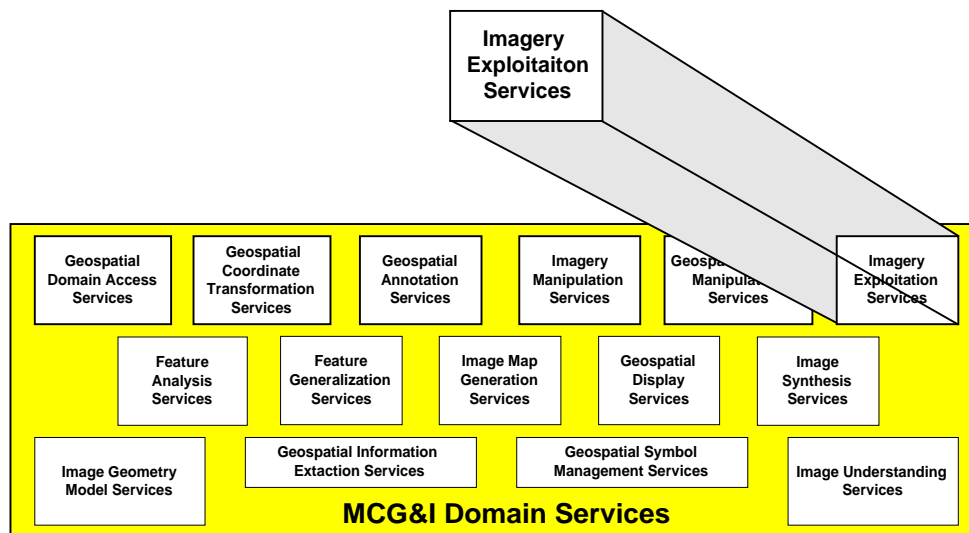 Imagery
Exploitaiton
Services
Geospatial
Domain Access
Services
Geospatial
Coordinate
Transformation
Services
Geospatial
Annotation
Services
Imagery
Manipulation
Services
Manipulat
Services
Imagery
Exploitation
Services
Feature
Analysis
Services
Feature
Generalization
Services
Image Map
Generation
Services
Geospatial
Display
Services
Image
Synthesis
Services
Image Geometry
Model Services
Geospatial Information
Extaction Services
Geospatial Symbol
Management Services
Image Understanding
Services
MCG&I Domain Services